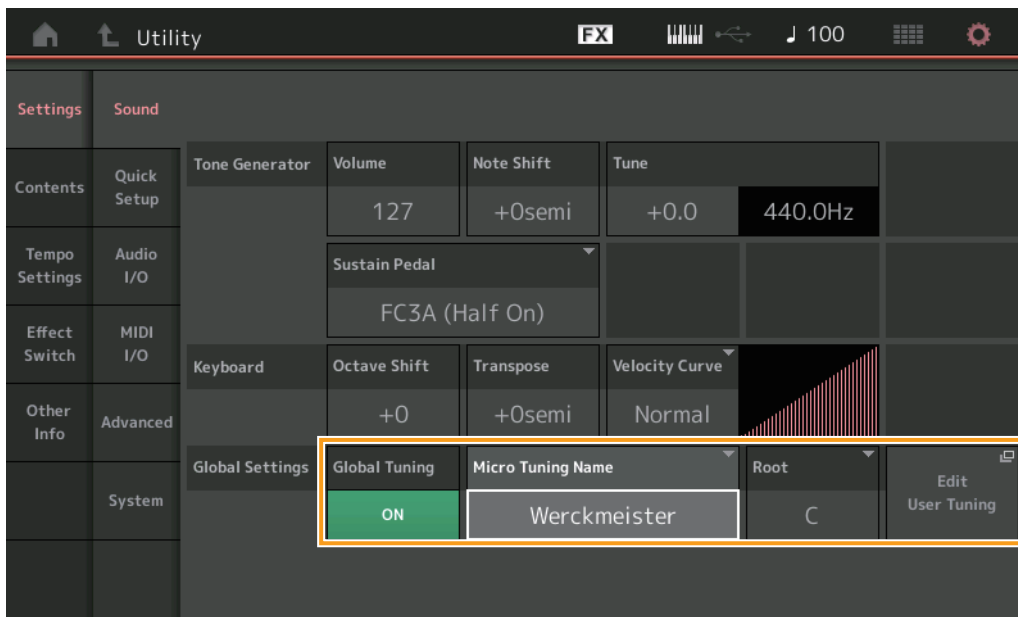 Utility
FX
♩ 100
Settings
Sound
Contents
Quick
Setup
Tempo
Settings
Audio
I/O
Effect
Switch
MIDI
I/O
Other
Info
Advanced
System
Tone Generator
Volume
Note Shift
Tune
127
+0semi
+0.0
440.0Hz
Sustain Pedal
FC3A (Half On)
Keyboard
Octave Shift
Transpose
Velocity Curve
+0
+0semi
Normal
Global Settings
Global Tuning
Micro Tuning Name
Root
Edit
User Tuning
ON
Werckmeister
C